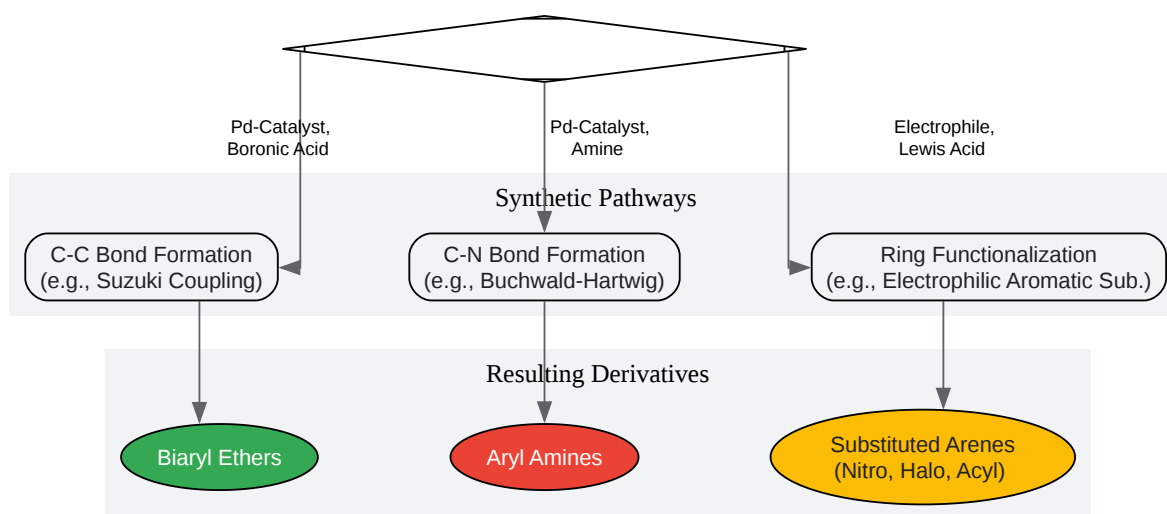 Pd-Catalyst,
Boronic Acid
Pd-Catalyst,
Amine
Electrophile,
Lewis Acid
Synthetic Pathways
C-C Bond Formation
(e.g., Suzuki Coupling)
C-N Bond Formation
(e.g., Buchwald-Hartwig)
Ring Functionalization
(e.g., Electrophilic Aromatic Sub.)
Resulting Derivatives
Biaryl Ethers
Aryl Amines
Substituted Arenes
(Nitro, Halo, Acyl)